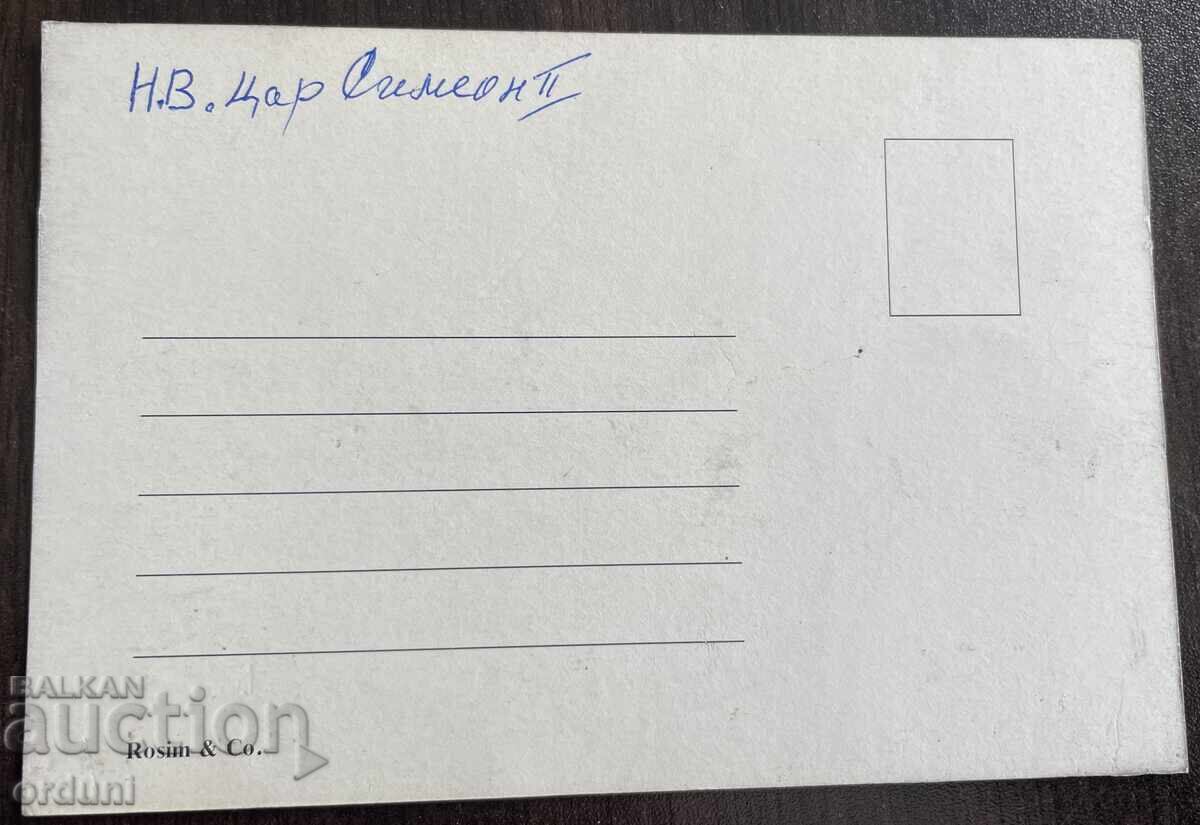 Н.В. Цар Симеон II
BALKAN
auction
Rosim & Co.
orduni